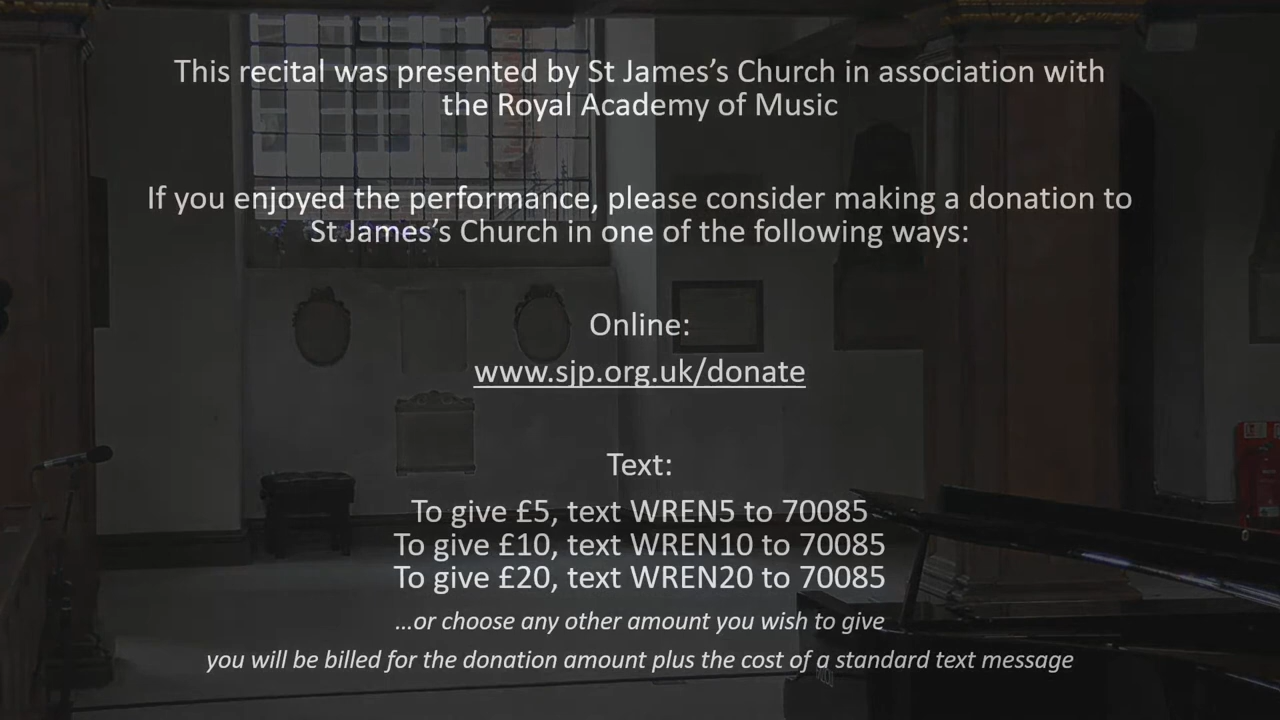 This recital was presented by St James’s Church in association with
the Royal Academy of Music
If you enjoyed the performance, please consider making a donation to
St James’s Church in one of the following ways:
Online:
www.sjp.org.uk/donate
Text:
To give £5, text WREN5 to 70085
To give £10, text WREN10 to 70085
To give £20, text WREN20 to 70085
…or choose any other amount you wish to give
you will be billed for the donation amount plus the cost of a standard text message